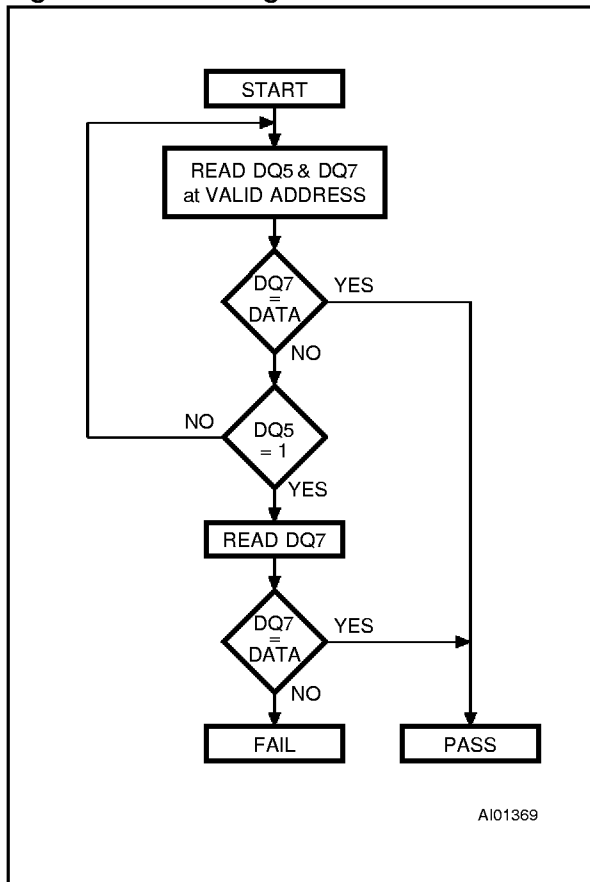 START
READ DQ5 & DQ7
at VALID ADDRESS
DQ7
=
DATA
YES
NO
NO
DQ5
= 1
YES
READ DQ7
DQ7
=
DATA
YES
NO
FAIL
PASS
AI01369